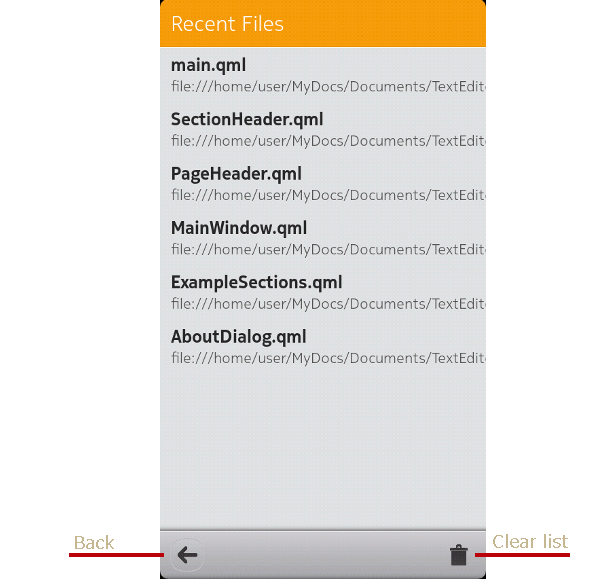 Recent Files
main.qml
file:///home/user/MyDocs/Documents/TextEdit
SectionHeader.qml
file:///home/user/MyDocs/Documents/TextEdit
PageHeader.qml
file:///home/user/MyDocs/Documents/TextEdit
MainWindow.qml
file:///home/user/MyDocs/Documents/TextEdit
ExampleSections.qml
file:///home/user/MyDocs/Documents/TextEdit
AboutDialog.qml
file:///home/user/MyDocs/Documents/TextEdit
Back
Clear list